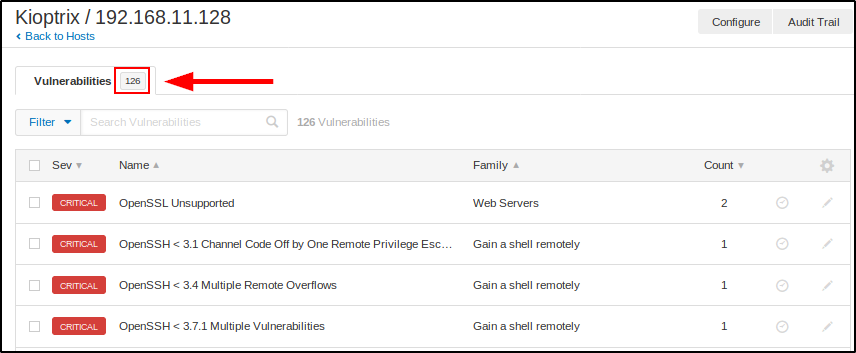 Kioptrix / 192.168.11.128
Configure Audit Trail
Back to Hosts
Vulnerabilities 126
Filter Search Vulnerabilities 126 Vulnerabilities
Sev Name Family Count
CRITICAL OpenSSL Unsupported Web Servers 2
CRITICAL OpenSSH < 3.1 Channel Code Off by One Remote Privilege Esc... Gain a shell remotely 1
CRITICAL OpenSSH < 3.4 Multiple Remote Overflows Gain a shell remotely 1
CRITICAL OpenSSH < 3.7.1 Multiple Vulnerabilities Gain a shell remotely 1